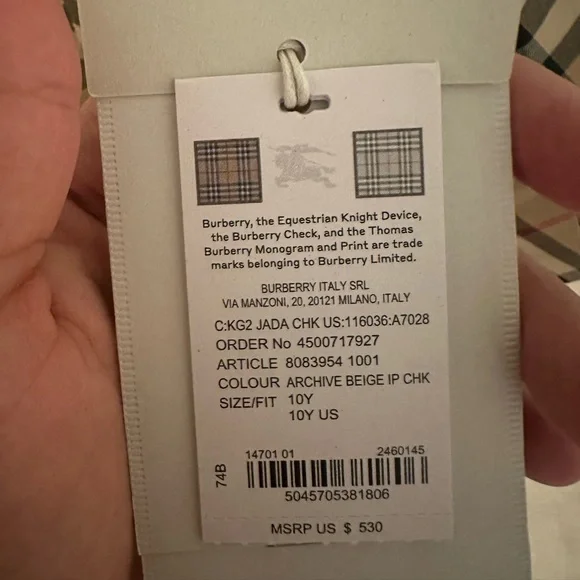 Burberry, the Equestrian Knight Device,
the Burberry Check, and the Thomas
Burberry Monogram and Print are trade
marks belonging to Burberry Limited.
BURBERRY ITALY SRL
VIA MANZONI, 20, 20121 MILANO, ITALY
C:KG2 JADA CHK US:116036:A7028
ORDER No 4500717927
ARTICLE 8083954 1001
COLOUR ARCHIVE BEIGE IP CHK
SIZE/FIT 10Y
10Y US
14701 01 2460145
74B
5045705381806
MSRP US $ 530